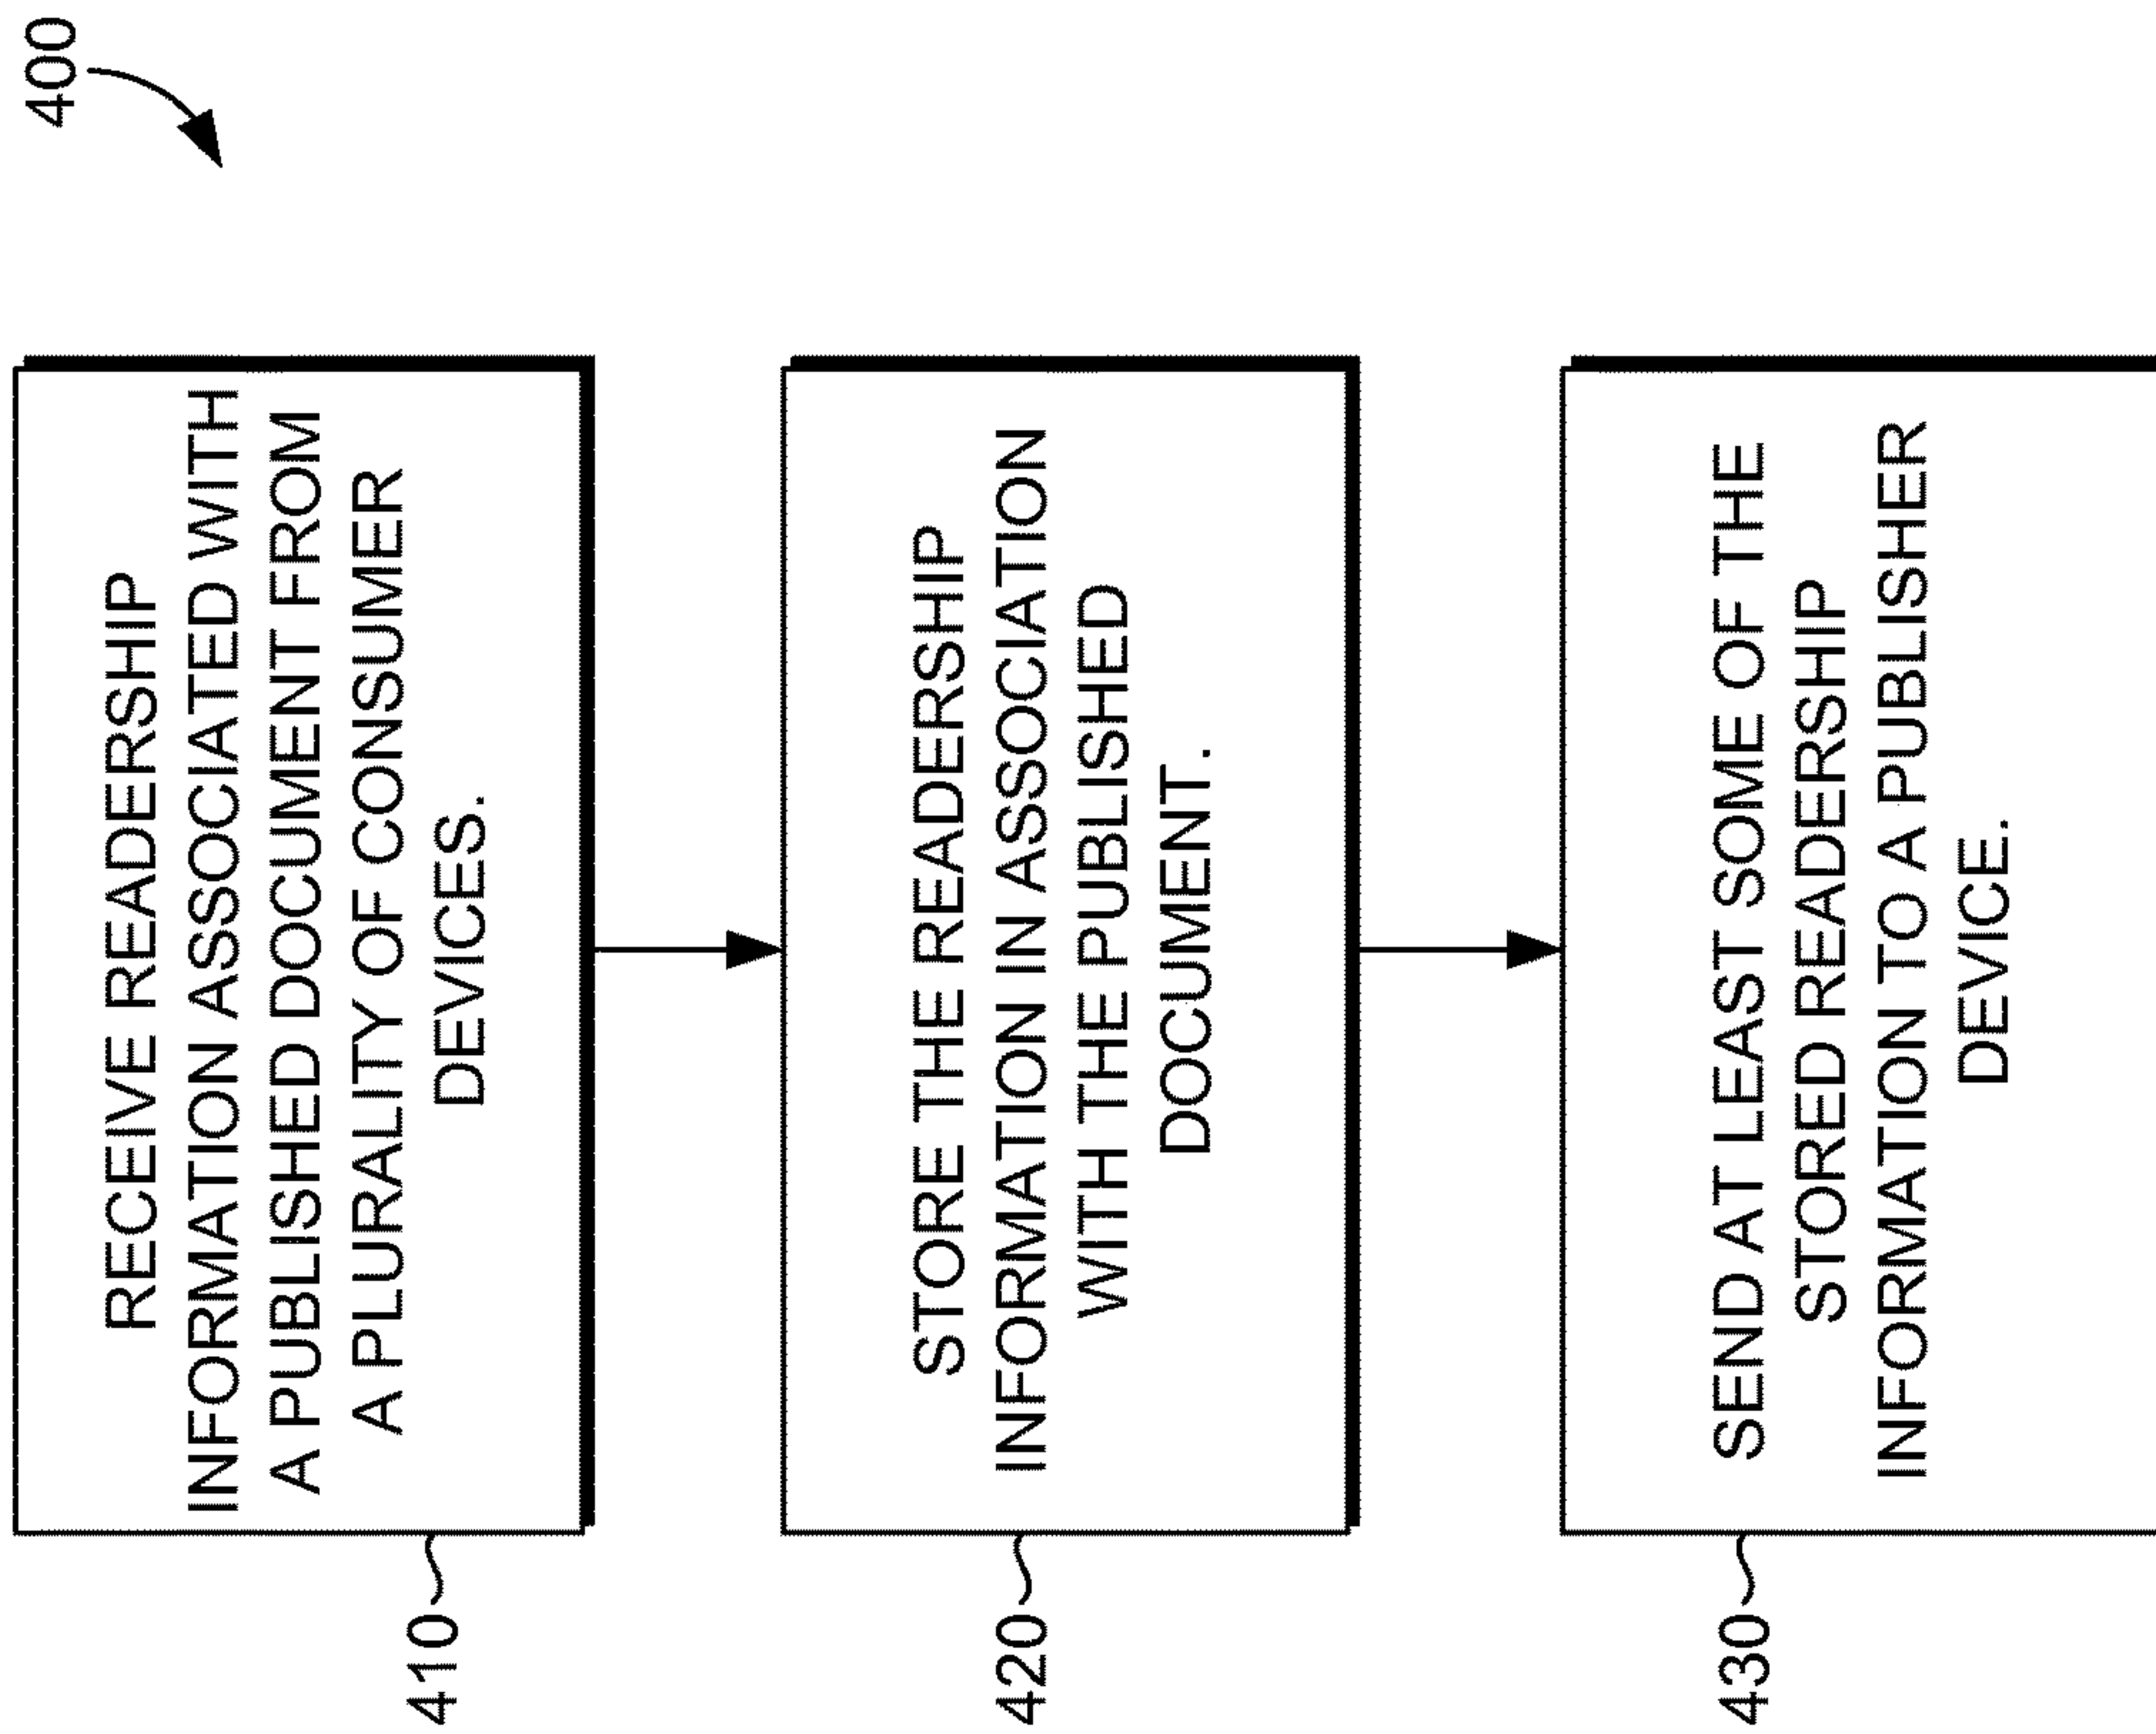 400
RECEIVE READERSHIP
INFORMATION ASSOCIATED WITH
A PUBLISHED DOCUMENT FROM
A PLURALITY OF CONSUMER
DEVICES.
410
STORE THE READERSHIP
INFORMATION IN ASSOCIATION
WITH THE PUBLISHED
DOCUMENT.
420
SEND AT LEAST SOME OF THE
STORED READERSHIP
INFORMATION TO A PUBLISHER
DEVICE.
430